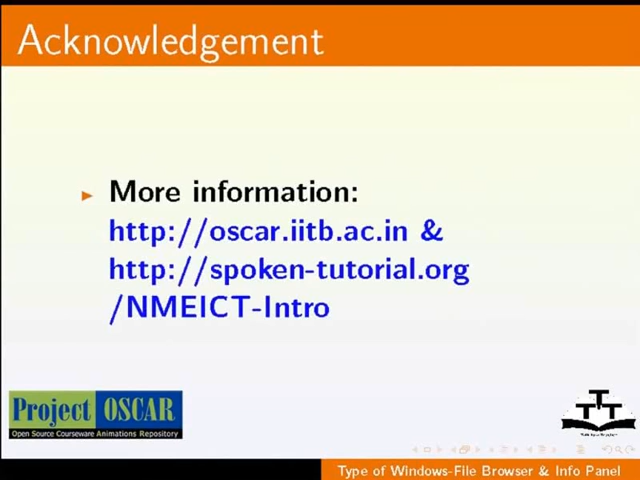 Acknowledgement
More information:
http://oscar.iitb.ac.in &
http://spoken-tutorial.org
/NMEICT-Intro
Project OSCAR
Open Source Courseware Animations Repository
Type of Windows-File Browser & Info Panel